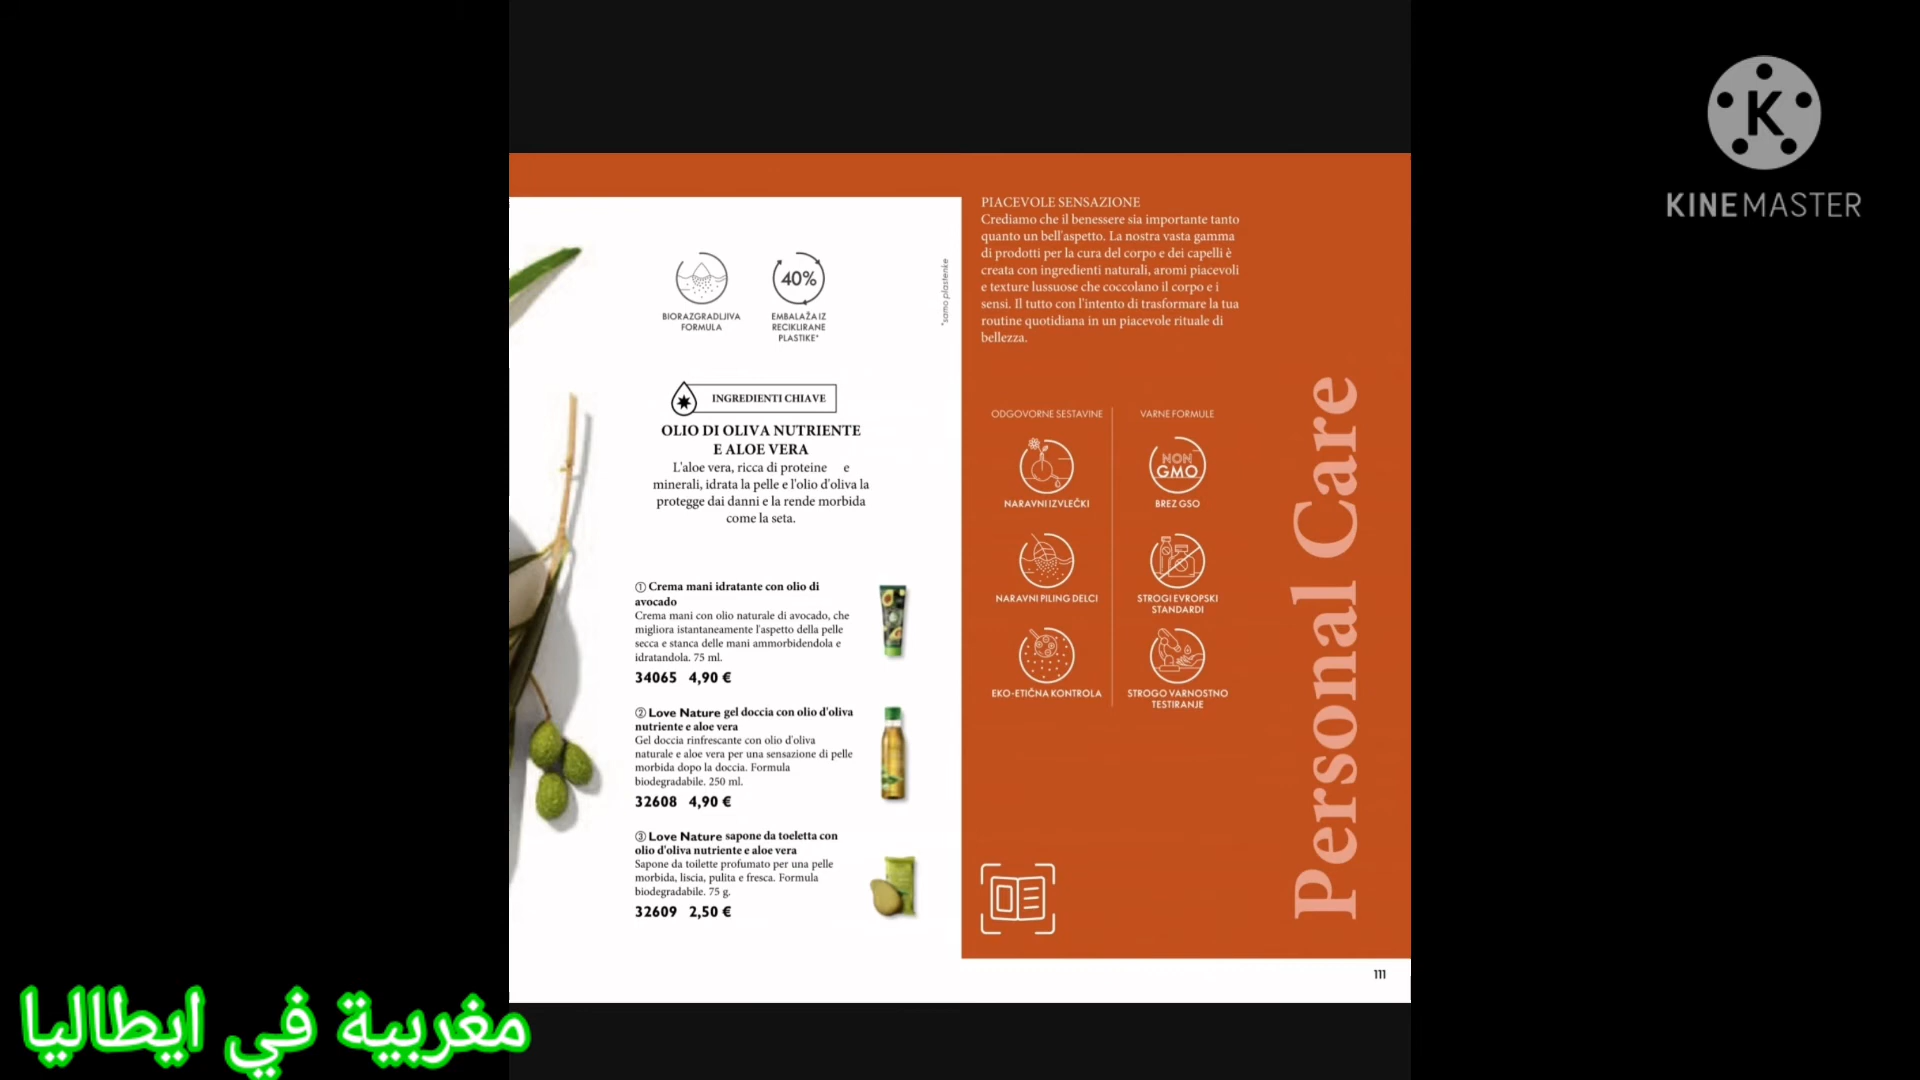 BIORAZGRADLJIVA
FORMULA
40%
EMBALAŽA IZ
RECIKLIRANE
PLASTIKE*
*samo plastenke
INGREDIENTI CHIAVE
OLIO DI OLIVA NUTRIENTE
E ALOE VERA
L'aloe vera, ricca di proteine e
minerali, idrata la pelle e l'olio d'oliva la
protegge dai danni e la rende morbida
come la seta.
① Crema mani idratante con olio di
avocado
Crema mani con olio naturale di avocado, che
migliora istantaneamente l'aspetto della pelle
secca e stanca delle mani ammorbidendola e
idratandola. 75 ml.
34065 4,90 €
② Love Nature gel doccia con olio d'oliva
nutriente e aloe vera
Gel doccia rinfrescante con olio d'oliva
naturale e aloe vera per una sensazione di pelle
morbida dopo la doccia. Formula
biodegradabile. 250 ml.
32608 4,90 €
③ Love Nature sapone da toeletta con
olio d'oliva nutriente e aloe vera
Sapone da toilette profumato per una pelle
morbida, liscia, pulita e fresca. Formula
biodegradabile. 75 g.
32609 2,50 €
PIACEVOLE SENSAZIONE
Crediamo che il benessere sia importante tanto
quanto un bell'aspetto. La nostra vasta gamma
di prodotti per la cura del corpo e dei capelli è
creata con ingredienti naturali, aromi piacevoli
e texture lussuose che coccolano il corpo e i
sensi. Il tutto con l'intento di trasformare la tua
routine quotidiana in un piacevole rituale di
bellezza.
ODGOVORNE SESTAVINE
NARAVNI IZVLEČKI
NARAVNI PILING DELCI
EKO-ETIČNA KONTROLA
VARNE FORMULE
NON
GMO
BREZ GSO
STROGI EVROPSKI
STANDARDI
STROGO VARNOSTNO
TESTIRANJE
Personal Care
111
K
KINEMASTER
مغربية في ايطاليا